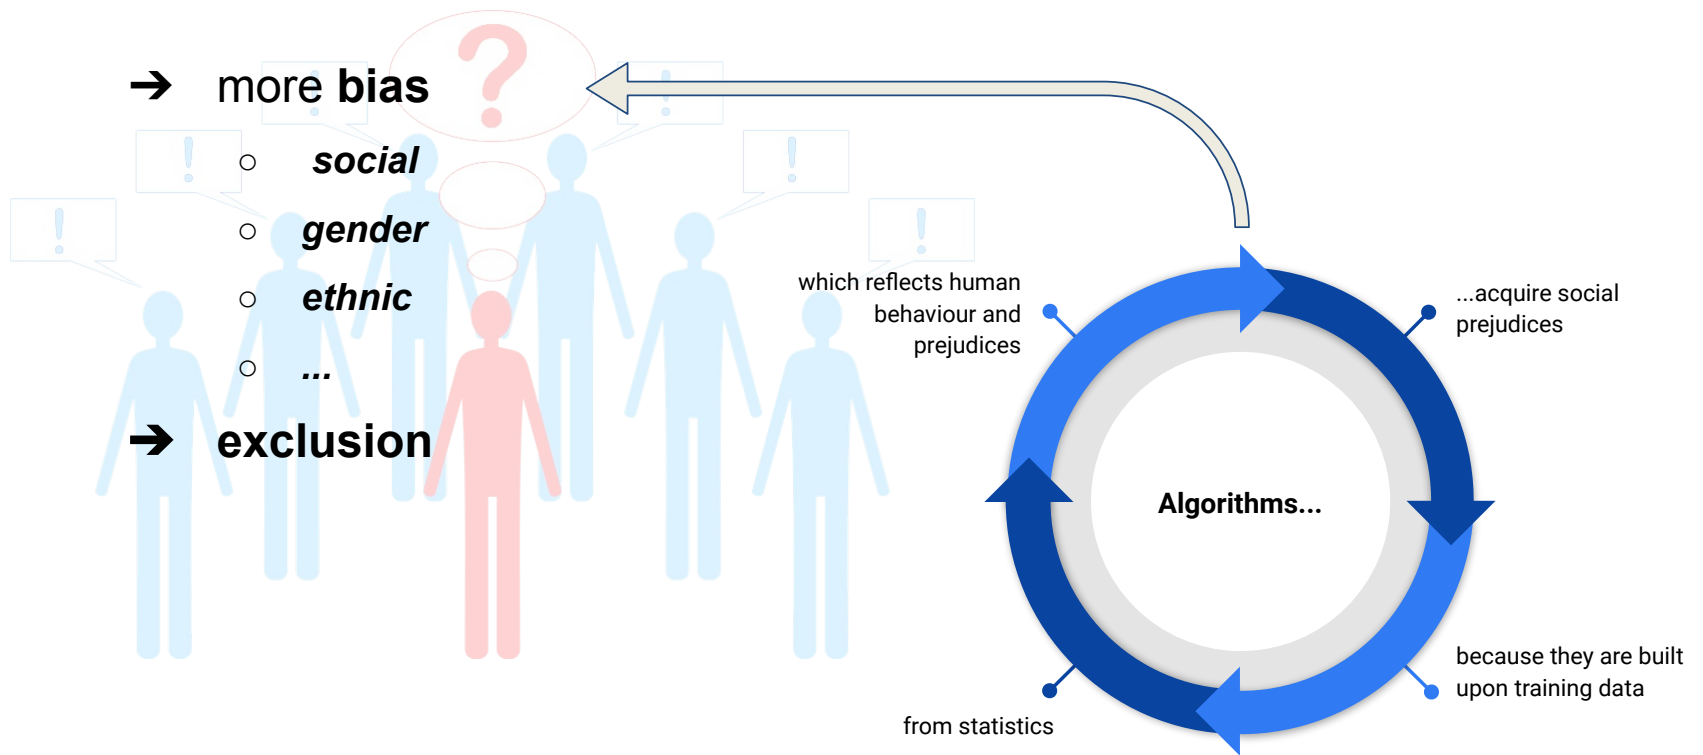 ➔ more bias
○ social
○ gender
○ ethnic
○ ...
➔ exclusion
?
!
!
!
!
!
!
Algorithms...
...acquire social
prejudices
because they are built
upon training data
from statistics
which reflects human
behaviour and
prejudices